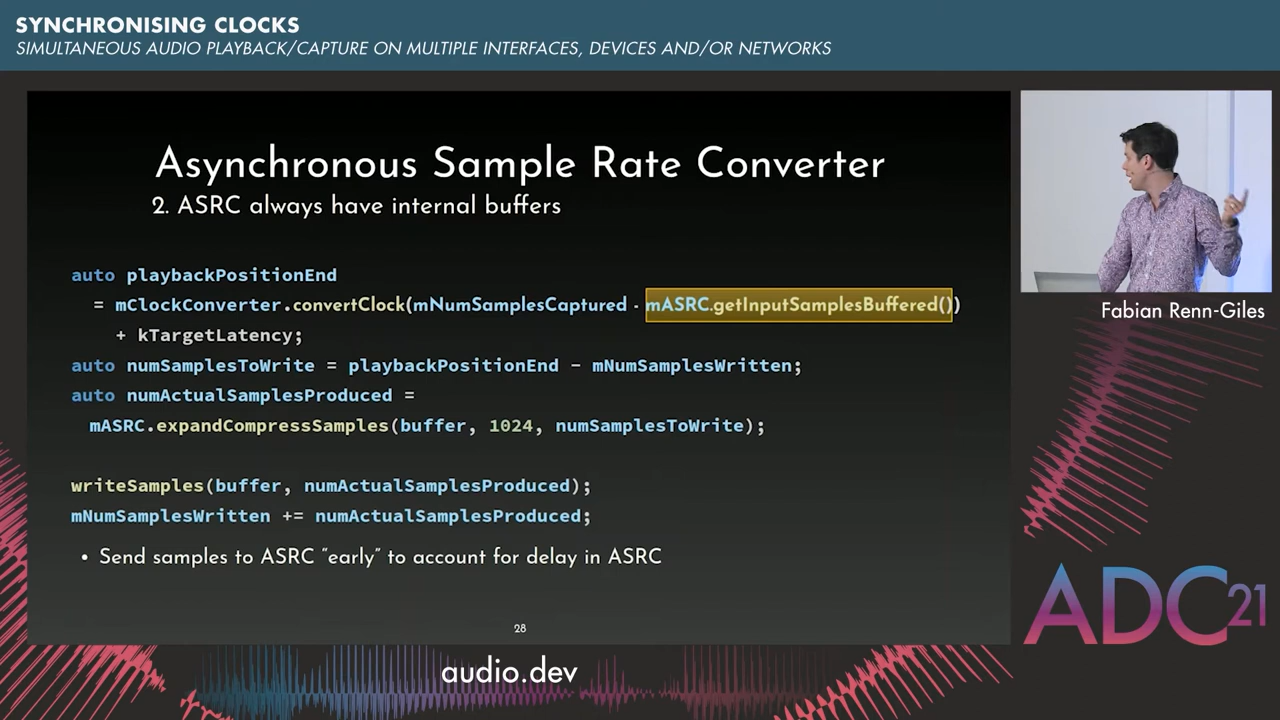 SYNCHRONISING CLOCKS
SIMULTANEOUS AUDIO PLAYBACK/CAPTURE ON MULTIPLE INTERFACES, DEVICES AND/OR NETWORKS
Asynchronous Sample Rate Converter
2. ASRC always have internal buffers
auto playbackPositionEnd
= mClockConverter.convertClock(mNumSamplesCaptured - mASRC.getInputSamplesBuffered())
+ kTargetLatency;
auto numSamplesToWrite = playbackPositionEnd − mNumSamplesWritten;
auto numActualSamplesProduced =
mASRC.expandCompressSamples(buffer, 1024, numSamplesToWrite);
writeSamples(buffer, numActualSamplesProduced);
mNumSamplesWritten += numActualSamplesProduced;
• Send samples to ASRC “early” to account for delay in ASRC
28
Fabian Renn-Giles
ADC21
audio.dev